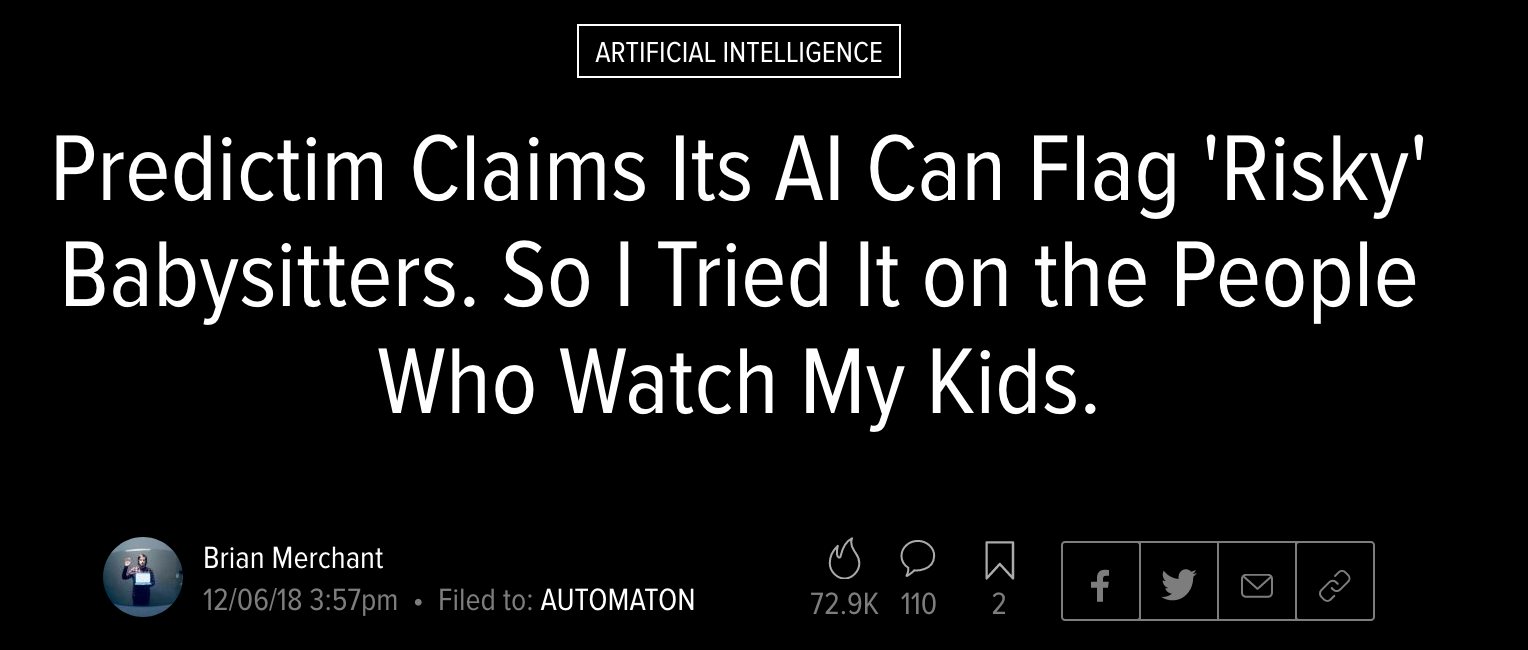 ARTIFICIAL INTELLIGENCE
Predictim Claims Its AI Can Flag 'Risky'
Babysitters. So I Tried It on the People
Who Watch My Kids.
Brian Merchant
12/06/18 3:57pm • Filed to: AUTOMATON
72.9K 110 2